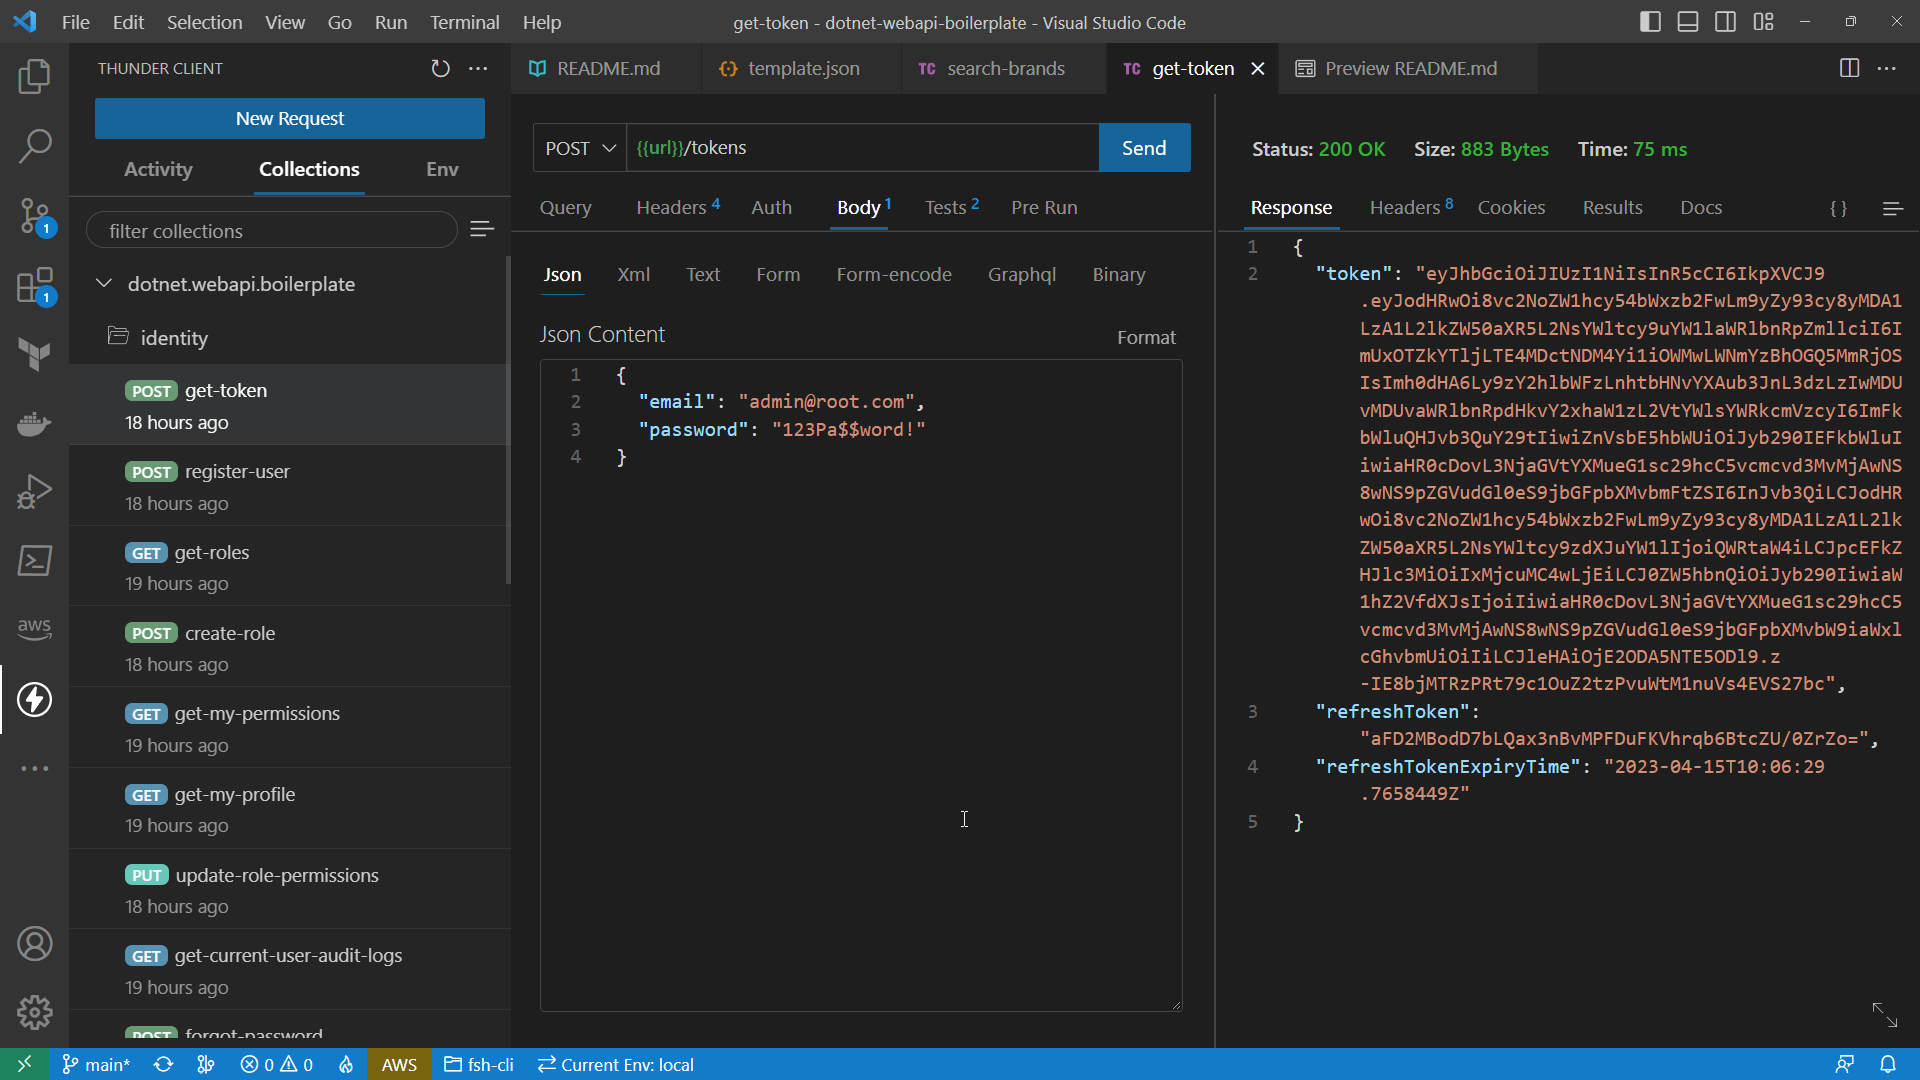 File Edit Selection View Go Run Terminal Help
get-token - dotnet-webapi-boilerplate - Visual Studio Code
THUNDER CLIENT
New Request
Activity Collections Env
filter collections
dotnet.webapi.boilerplate
identity
POST get-token
18 hours ago
POST register-user
18 hours ago
GET get-roles
19 hours ago
POST create-role
18 hours ago
GET get-my-permissions
19 hours ago
GET get-my-profile
19 hours ago
PUT update-role-permissions
18 hours ago
GET get-current-user-audit-logs
19 hours ago
POST forgot-password
1
1
aws
README.md
template.json
TC search-brands
TC get-token
Preview README.md
POST {{url}}/tokens Send
Query Headers 4 Auth Body 1 Tests 2 Pre Run
Json Xml Text Form Form-encode Graphql Binary
Json Content Format
1 {
2 "email": "admin@root.com",
3 "password": "123Pa$$word!"
4 }
Status: 200 OK Size: 883 Bytes Time: 75 ms
Response Headers 8 Cookies Results Docs { }
1 {
2 "token": "eyJhbGciOiJIUzI1NiIsInR5cCI6IkpXVCJ9
.eyJodHRwOi8vc2NoZW1hcy54bWxzb2FwLm9yZy93cy8yMDA1
LzA1L2lkZW50aXR5L2NsYWltcy9uYW1laWRlbnRpZmllciI6I
mUxOTZkYTljLTE4MDctNDM4Yi1iOWMwLWNmYzBhOGQ5MmRjOS
IsImh0dHA6Ly9zY2hlbWFzLnhtbHNvYXAub3JnL3dzLzIwMDU
vMDUvaWRlbnRpdHkvY2xhaW1zL2VtYWlsYWRkcmVzcyI6ImFk
bWluQHJvb3QuY29tIiwiZnVsbE5hbWUiOiJyb290IEFkbWluI
iwiaHR0cDovL3NjaGVtYXMueG1sc29hcC5vcmcvd3MvMjAwNS
8wNS9pZGVudGl0eS9jbGFpbXMvbmFtZSI6InJvb3QiLCJodHR
wOi8vc2NoZW1hcy54bWxzb2FwLm9yZy93cy8yMDA1LzA1L2lk
ZW50aXR5L2NsYWltcy9zdXJuYW1lIjoiQWRtaW4iLCJpcEFkZ
HJlc3MiOiIxMjcuMC4wLjEiLCJ0ZW5hbnQiOiJyb290IiwiaW
1hZ2VfdXJsIjoiIiwiaHR0cDovL3NjaGVtYXMueG1sc29hcC5
vcmcvd3MvMjAwNS8wNS9pZGVudGl0eS9jbGFpbXMvbW9iaWxl
cGhvbmUiOiIiLCJleHAiOjE2ODA5NTE5ODl9.z
-IE8bjMTRzPRt79c1OuZ2tzPvuWtM1nuVs4EVS27bc",
3 "refreshToken":
"aFD2MBodD7bLQax3nBvMPFDuFKVhrqb6BtcZU/0ZrZo=",
4 "refreshTokenExpiryTime": "2023-04-15T10:06:29
.7658449Z"
5 }
main* 0 0 AWS fsh-cli Current Env: local